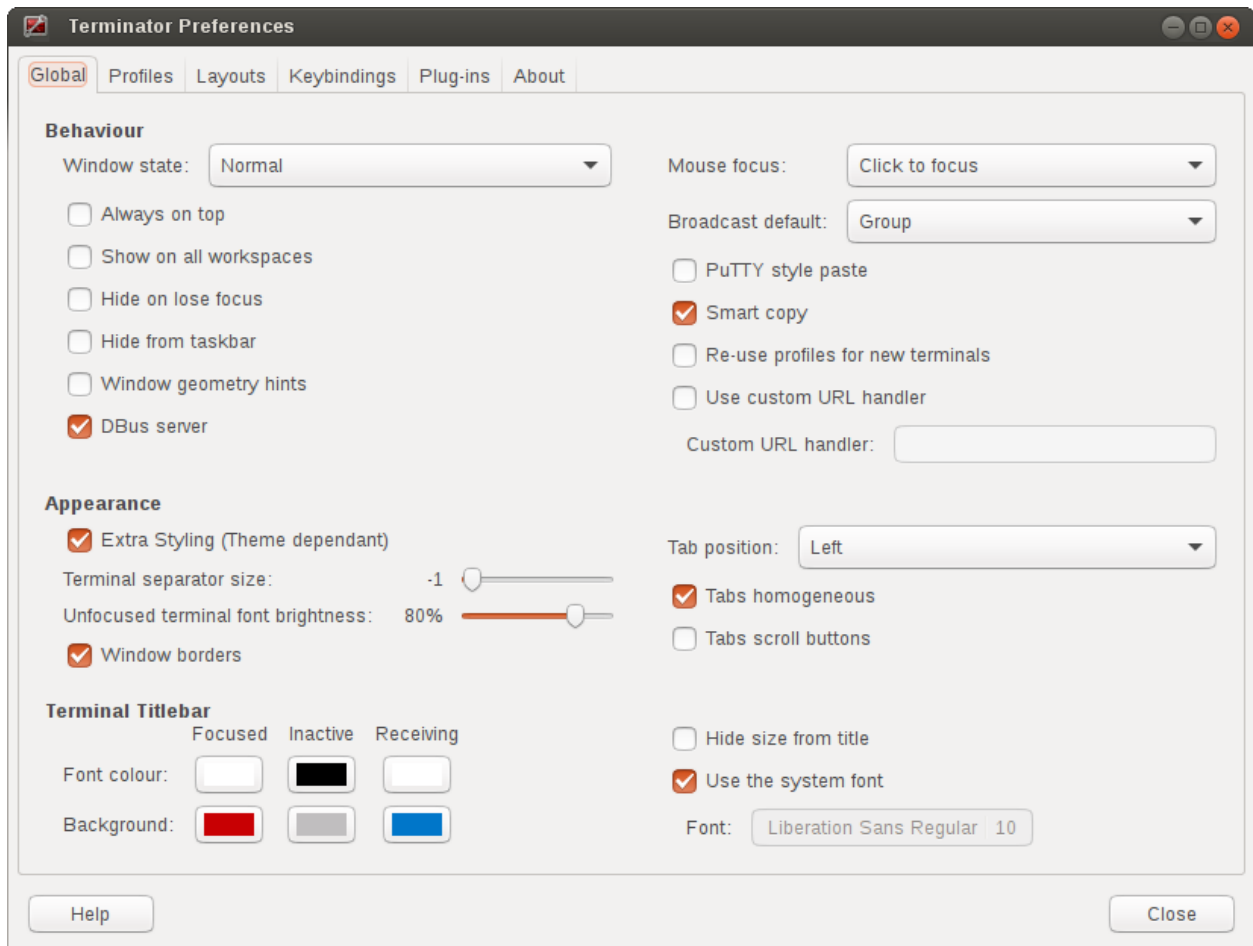 Terminator Preferences
Global Profiles Layouts Keybindings Plug-ins About
Behaviour
Window state: Normal
Always on top
Show on all workspaces
Hide on lose focus
Hide from taskbar
Window geometry hints
DBus server
Mouse focus: Click to focus
Broadcast default: Group
PuTTY style paste
Smart copy
Re-use profiles for new terminals
Use custom URL handler
Custom URL handler:
Appearance
Extra Styling (Theme dependant)
Terminal separator size: -1
Unfocused terminal font brightness: 80%
Window borders
Tab position: Left
Tabs homogeneous
Tabs scroll buttons
Terminal Titlebar
Focused Inactive Receiving
Font colour:
Background:
Hide size from title
Use the system font
Font: Liberation Sans Regular 10
Help Close